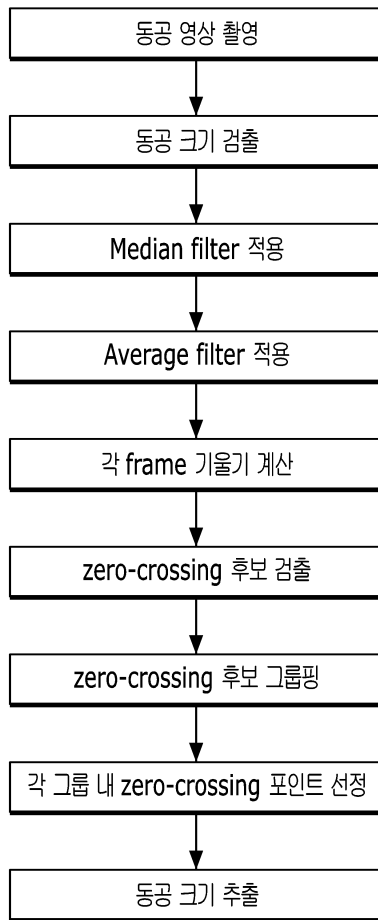 동공 영상 촬영
동공 크기 검출
Median filter 적용
Average filter 적용
각 frame 기울기 계산
zero-crossing 후보 검출
zero-crossing 후보 그룹핑
각 그룹 내 zero-crossing 포인트 선정
동공 크기 추출